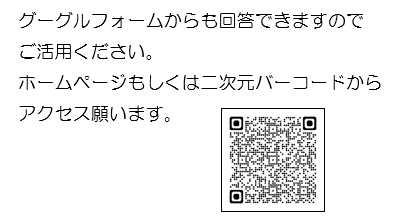 グーグルフォームからも回答できますので
ご活用ください。
ホームページもしくは二次元バーコードから
アクセス願います。